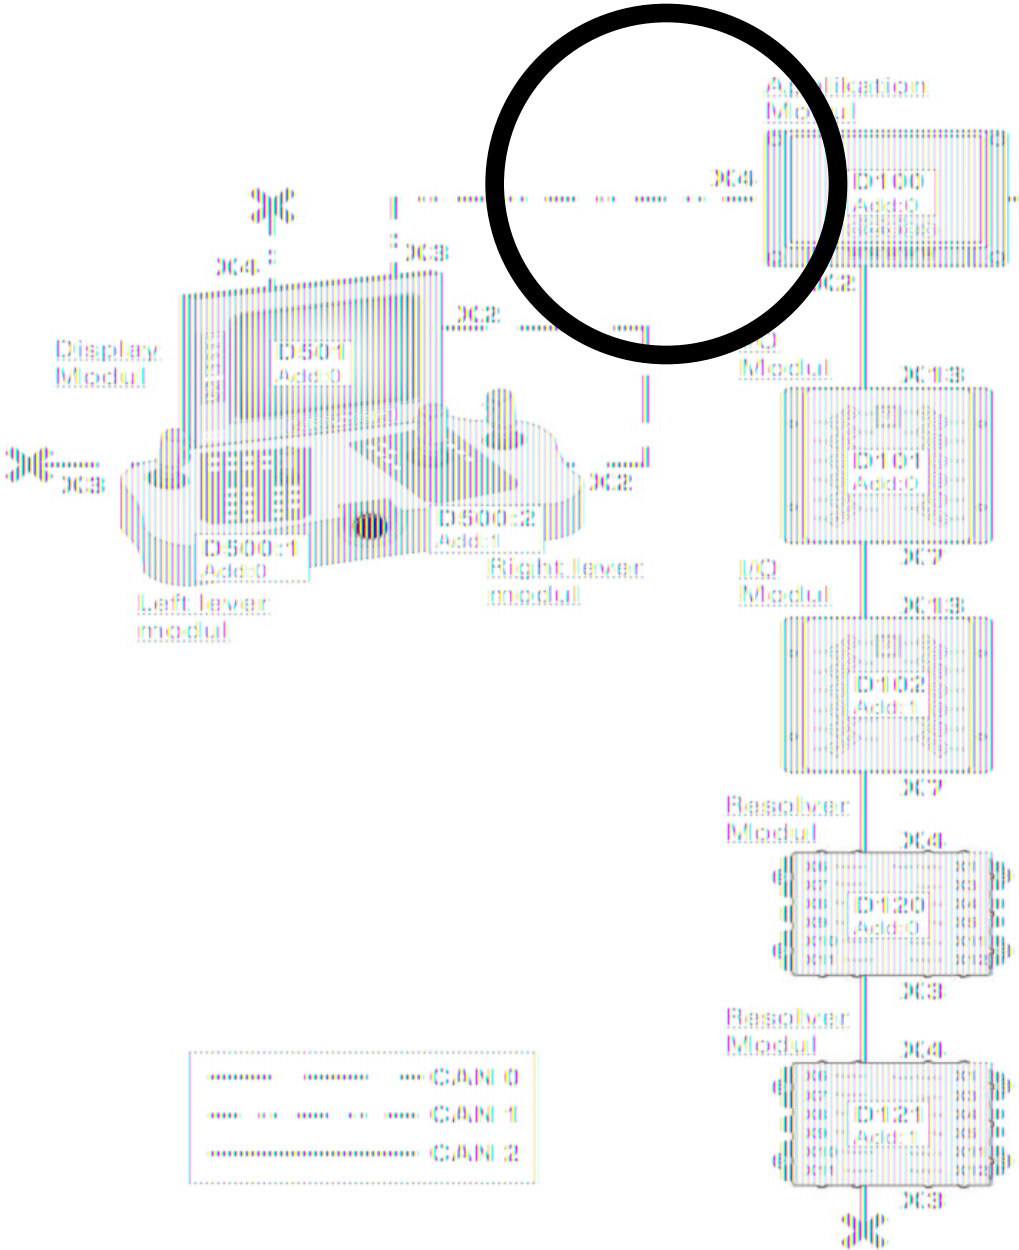 Applikation
Modul
X4
D100
Add:0
X4
X3
X2
X2
Display
Modul
D501
Add:0
I/O
Modul
X13
D101
Add:0
X3
X2
D500:2
Add:1
D500:1
Add:0
X7
Right lever
modul
I/O
Modul
Left lever
modul
X13
D102
Add:1
X7
Resolver
Modul
X4
D120
Add:0
X3
Resolver
Modul
X4
CAN 0
CAN 1
CAN 2
D121
Add:1
X3